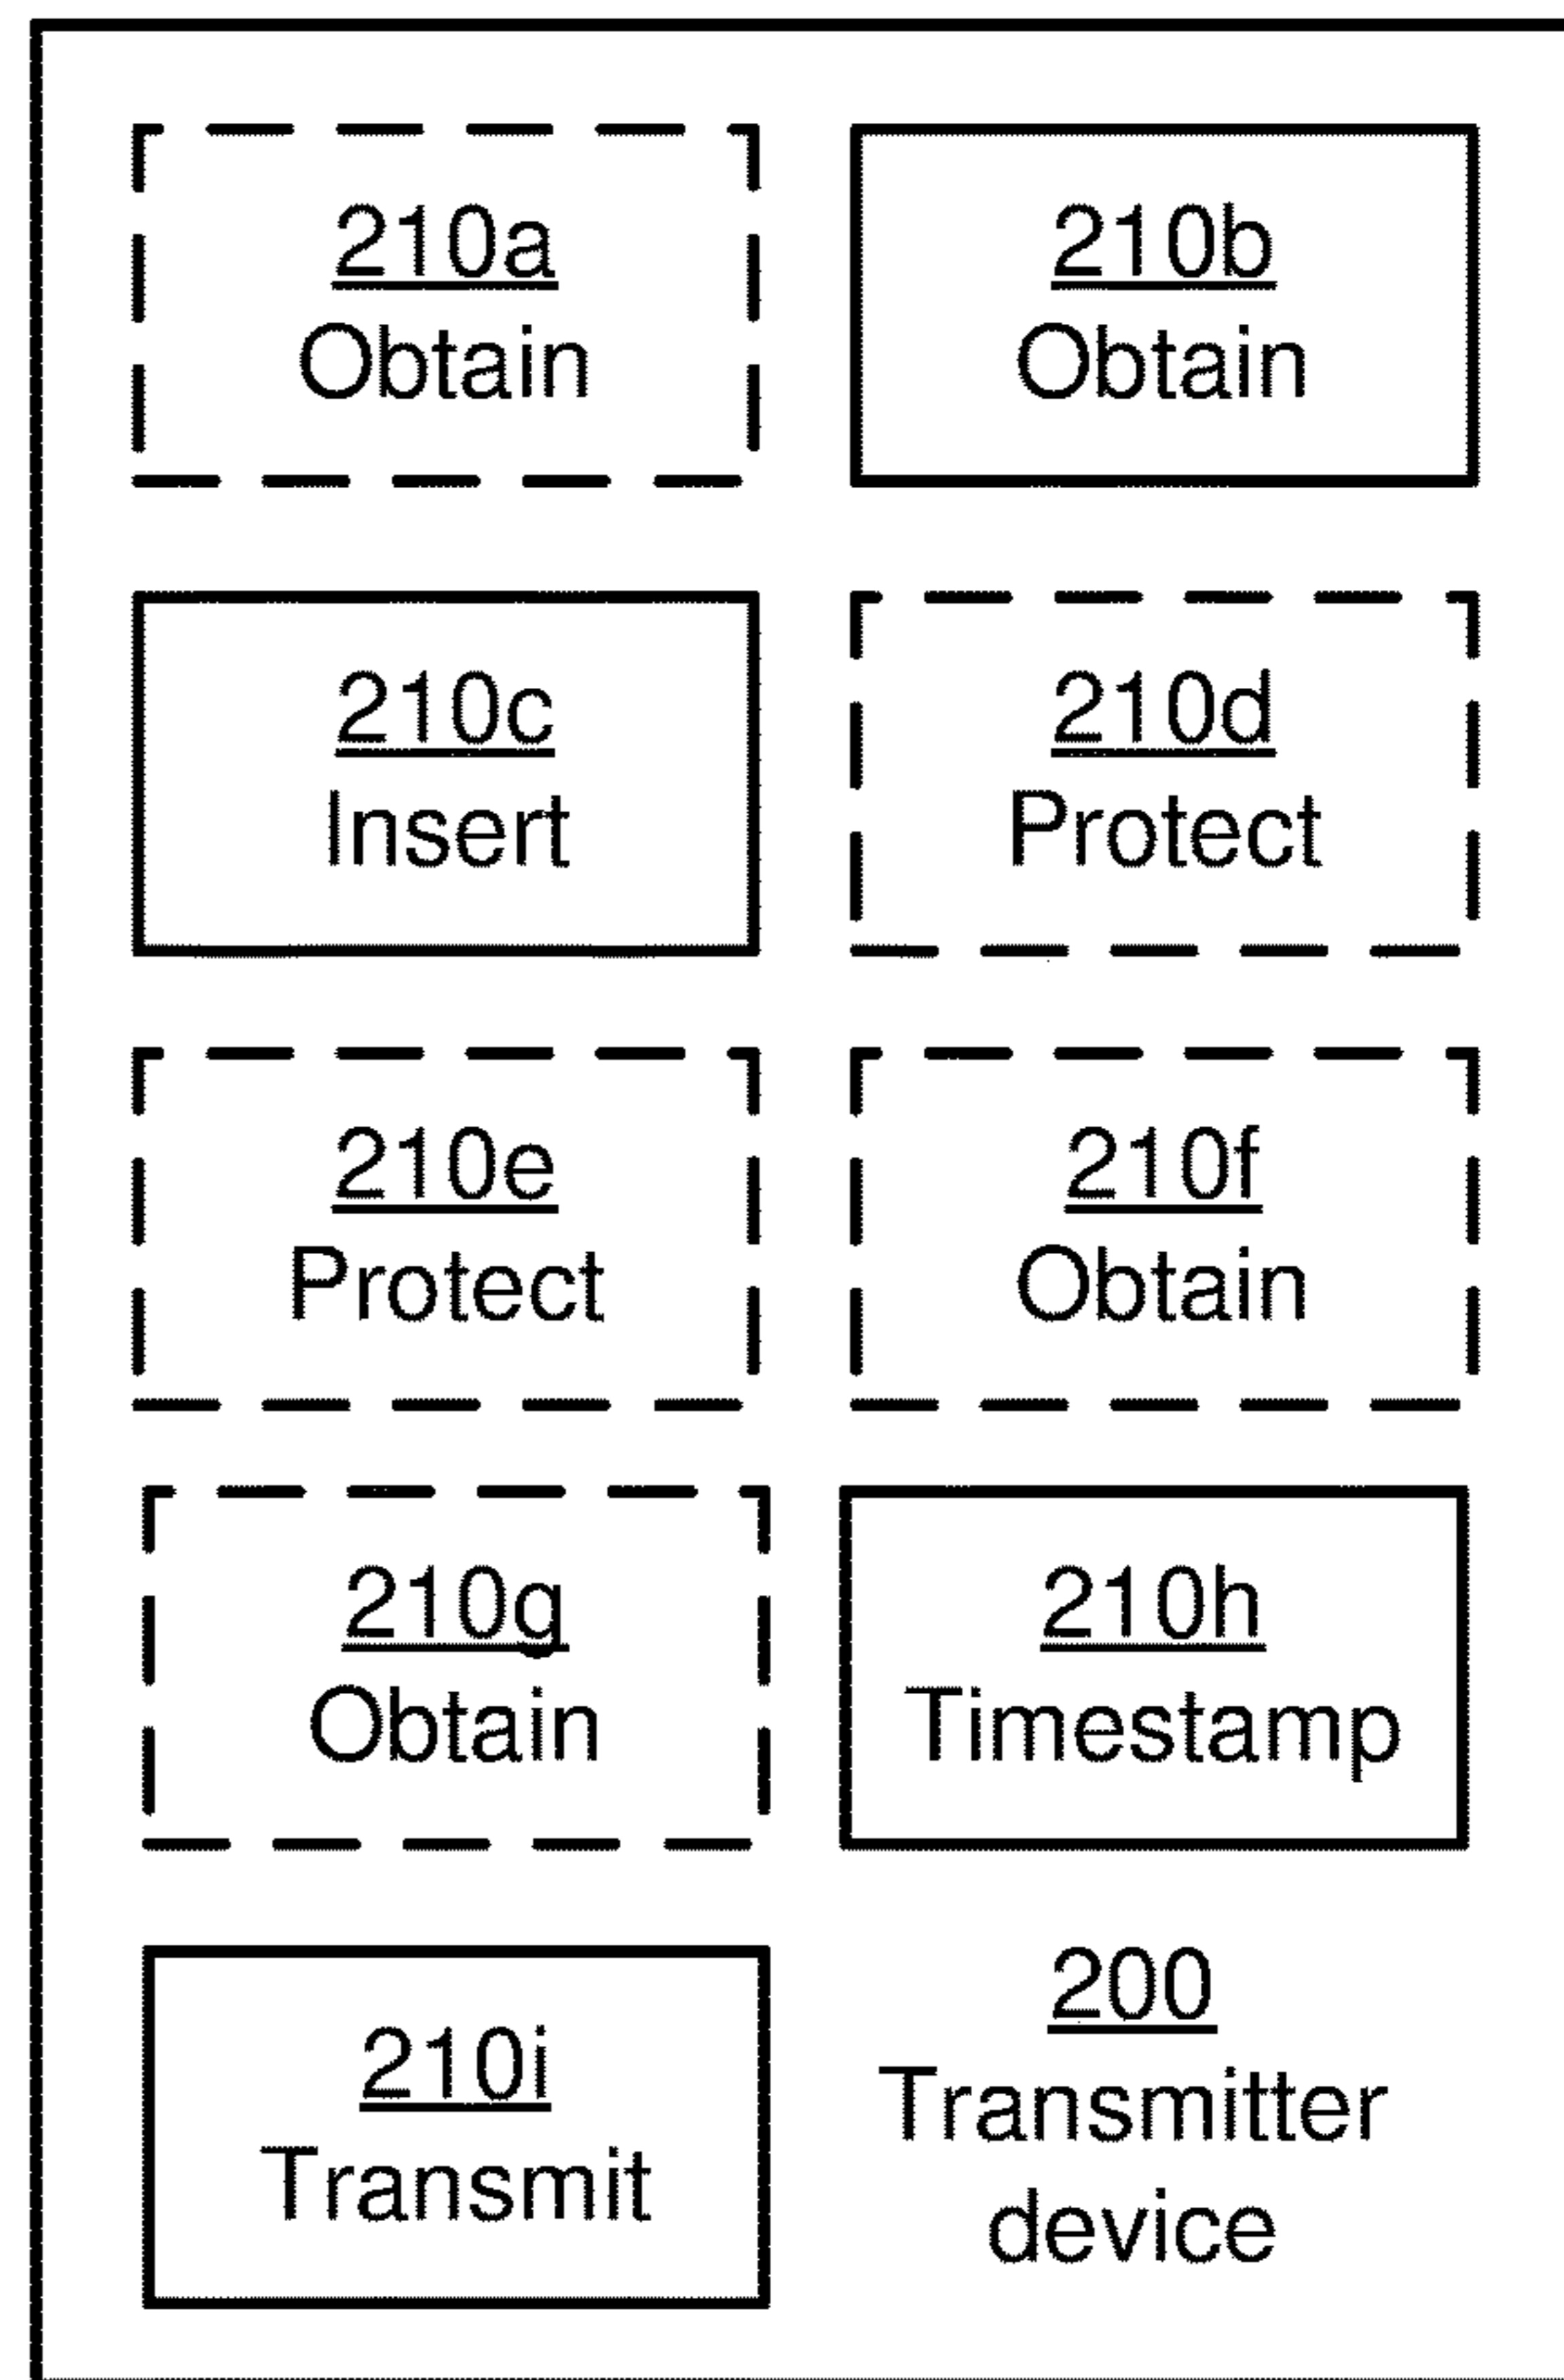 210a
Obtain
210b
Obtain
210c
Insert
210d
Protect
210e
Protect
210f
Obtain
210g
Obtain
210h
Timestamp
210i
Transmit
200
Transmitter
device